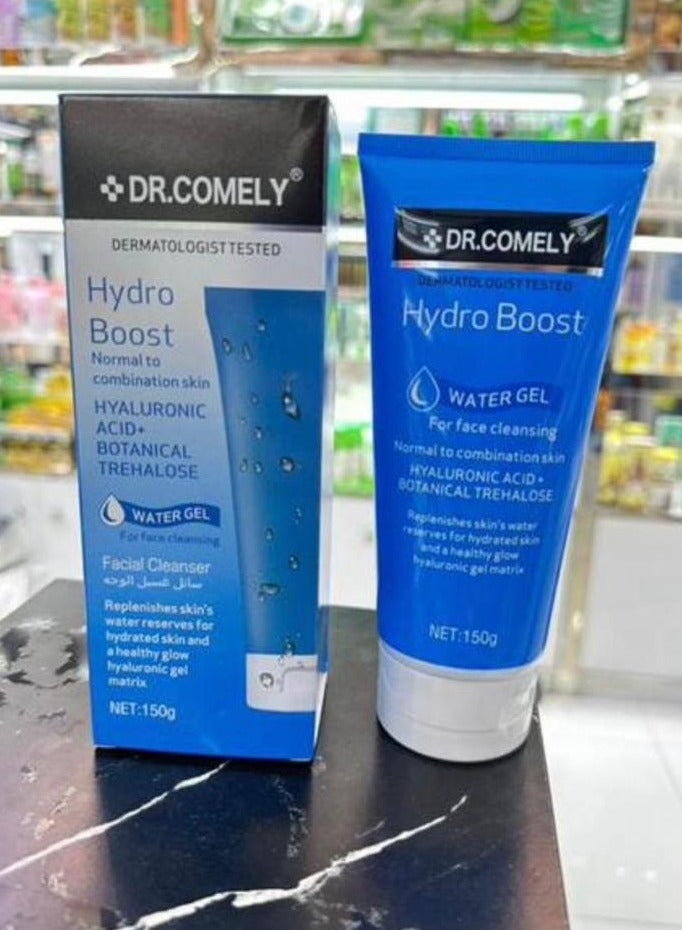 DR.COMELY®
DERMATOLOGIST TESTED
Hydro
Boost
Normal to
combination skin
HYALURONIC
ACID+
BOTANICAL
TREHALOSE
WATER GEL
For face cleansing
Facial Cleanser
سائل غسيل الوجه
Replenishes skin's
water reserves for
hydrated skin and
a healthy glow
hyaluronic gel
matrix
NET:150g
DR.COMELY®
DERMATOLOGIST TESTED
Hydro Boost
WATER GEL
For face cleansing
Normal to combination skin
HYALURONIC ACID+
BOTANICAL TREHALOSE
Replenishes skin's water
reserves for hydrated skin
and a healthy glow
hyaluronic gel matrix
NET:150g